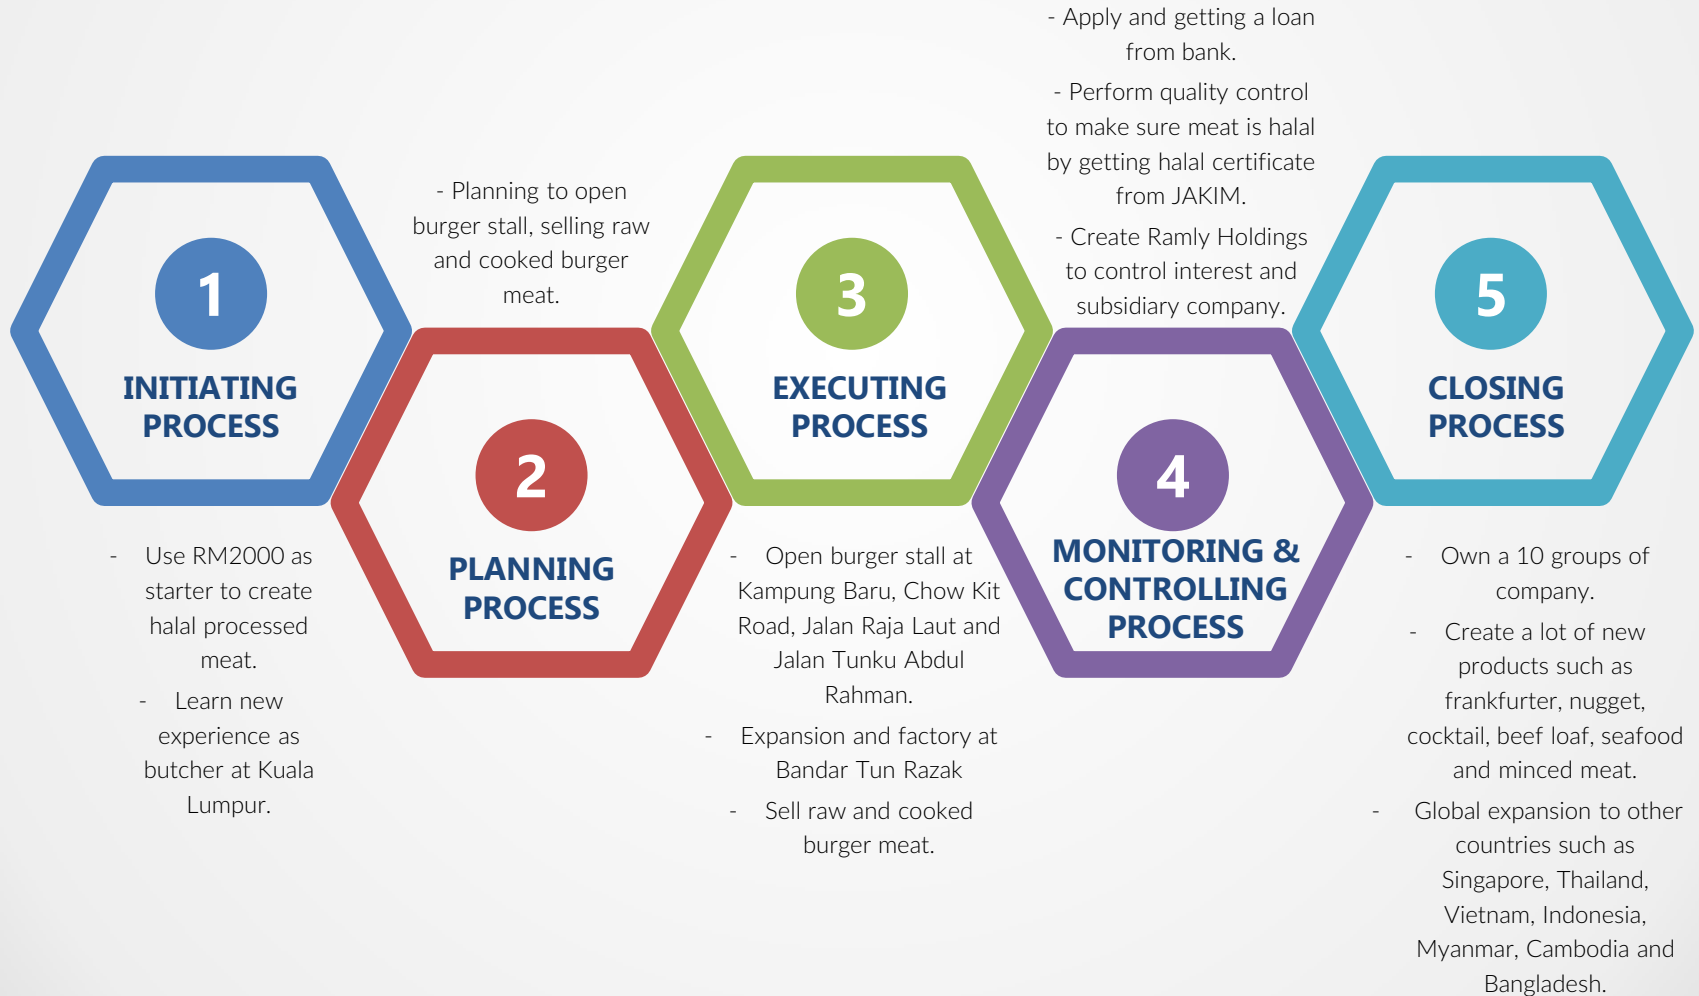 1
INITIATING
PROCESS
- Use RM2000 as
starter to create
halal processed
meat.
- Learn new
experience as
butcher at Kuala
Lumpur.
- Planning to open
burger stall, selling raw
and cooked burger
meat.
2
PLANNING
PROCESS
3
EXECUTING
PROCESS
- Open burger stall at
Kampung Baru, Chow Kit
Road, Jalan Raja Laut and
Jalan Tunku Abdul
Rahman.
- Expansion and factory at
Bandar Tun Razak
- Sell raw and cooked
burger meat.
- Apply and getting a loan
from bank.
- Perform quality control
to make sure meat is halal
by getting halal certificate
from JAKIM.
- Create Ramly Holdings
to control interest and
subsidiary company.
4
MONITORING &
CONTROLLING
PROCESS
5
CLOSING
PROCESS
- Own a 10 groups of
company.
- Create a lot of new
products such as
frankfurter, nugget,
cocktail, beef loaf, seafood
and minced meat.
- Global expansion to other
countries such as
Singapore, Thailand,
Vietnam, Indonesia,
Myanmar, Cambodia and
Bangladesh.